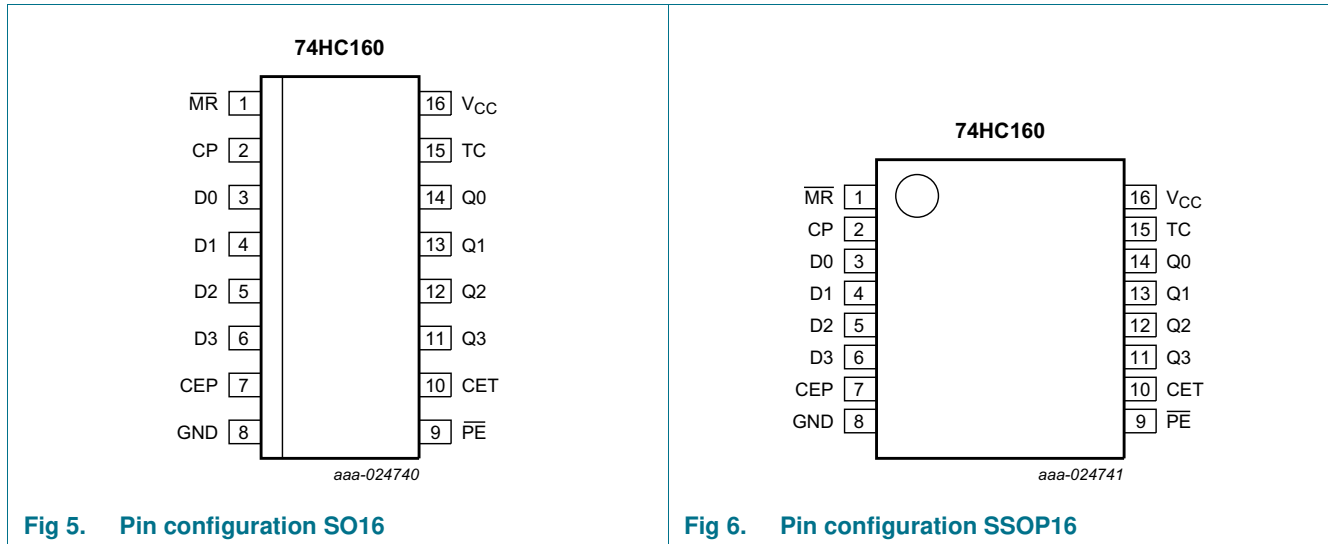 74HC160
M̅R̅ 1 16 VCC
CP 2 15 TC
D0 3 14 Q0
D1 4 13 Q1
D2 5 12 Q2
D3 6 11 Q3
CEP 7 10 CET
GND 8 9 P̅E̅
aaa-024740
Fig 5. Pin configuration SO16
74HC160
M̅R̅ 1 16 VCC
CP 2 15 TC
D0 3 14 Q0
D1 4 13 Q1
D2 5 12 Q2
D3 6 11 Q3
CEP 7 10 CET
GND 8 9 P̅E̅
aaa-024741
Fig 6. Pin configuration SSOP16